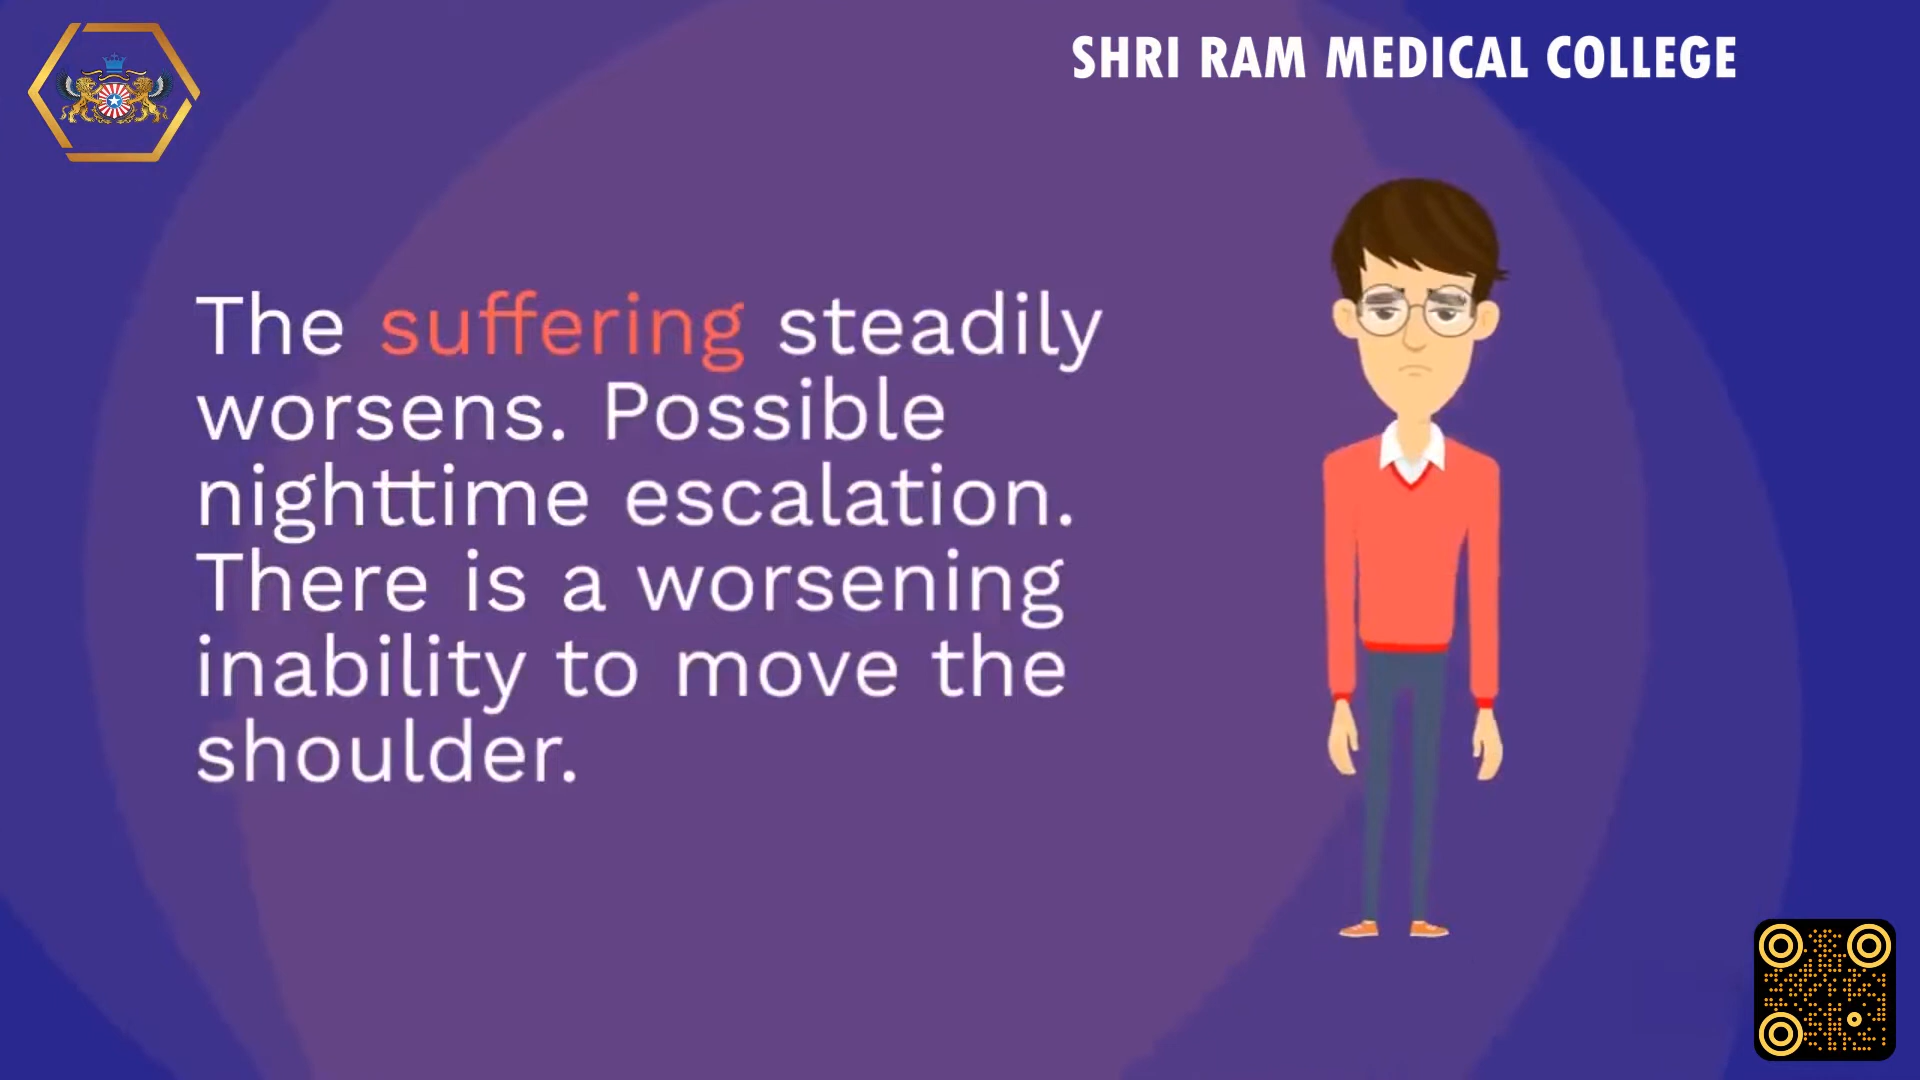 SHRI RAM MEDICAL COLLEGE
The suffering steadily
worsens. Possible
nighttime escalation.
There is a worsening
inability to move the
shoulder.